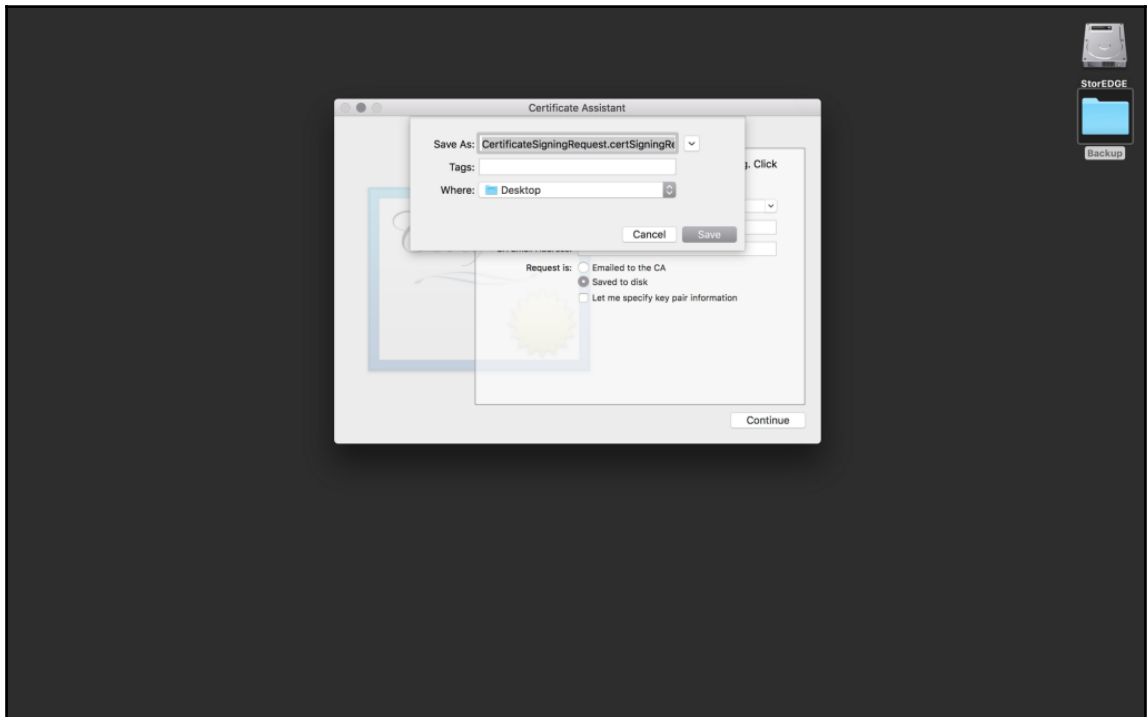 StorEDGE
Backup
Certificate Assistant
Save As: CertificateSigningRequest.certSigningRe
Tags:
Where: Desktop
Cancel Save
. Click
Request is: Emailed to the CA
Saved to disk
Let me specify key pair information
Continue